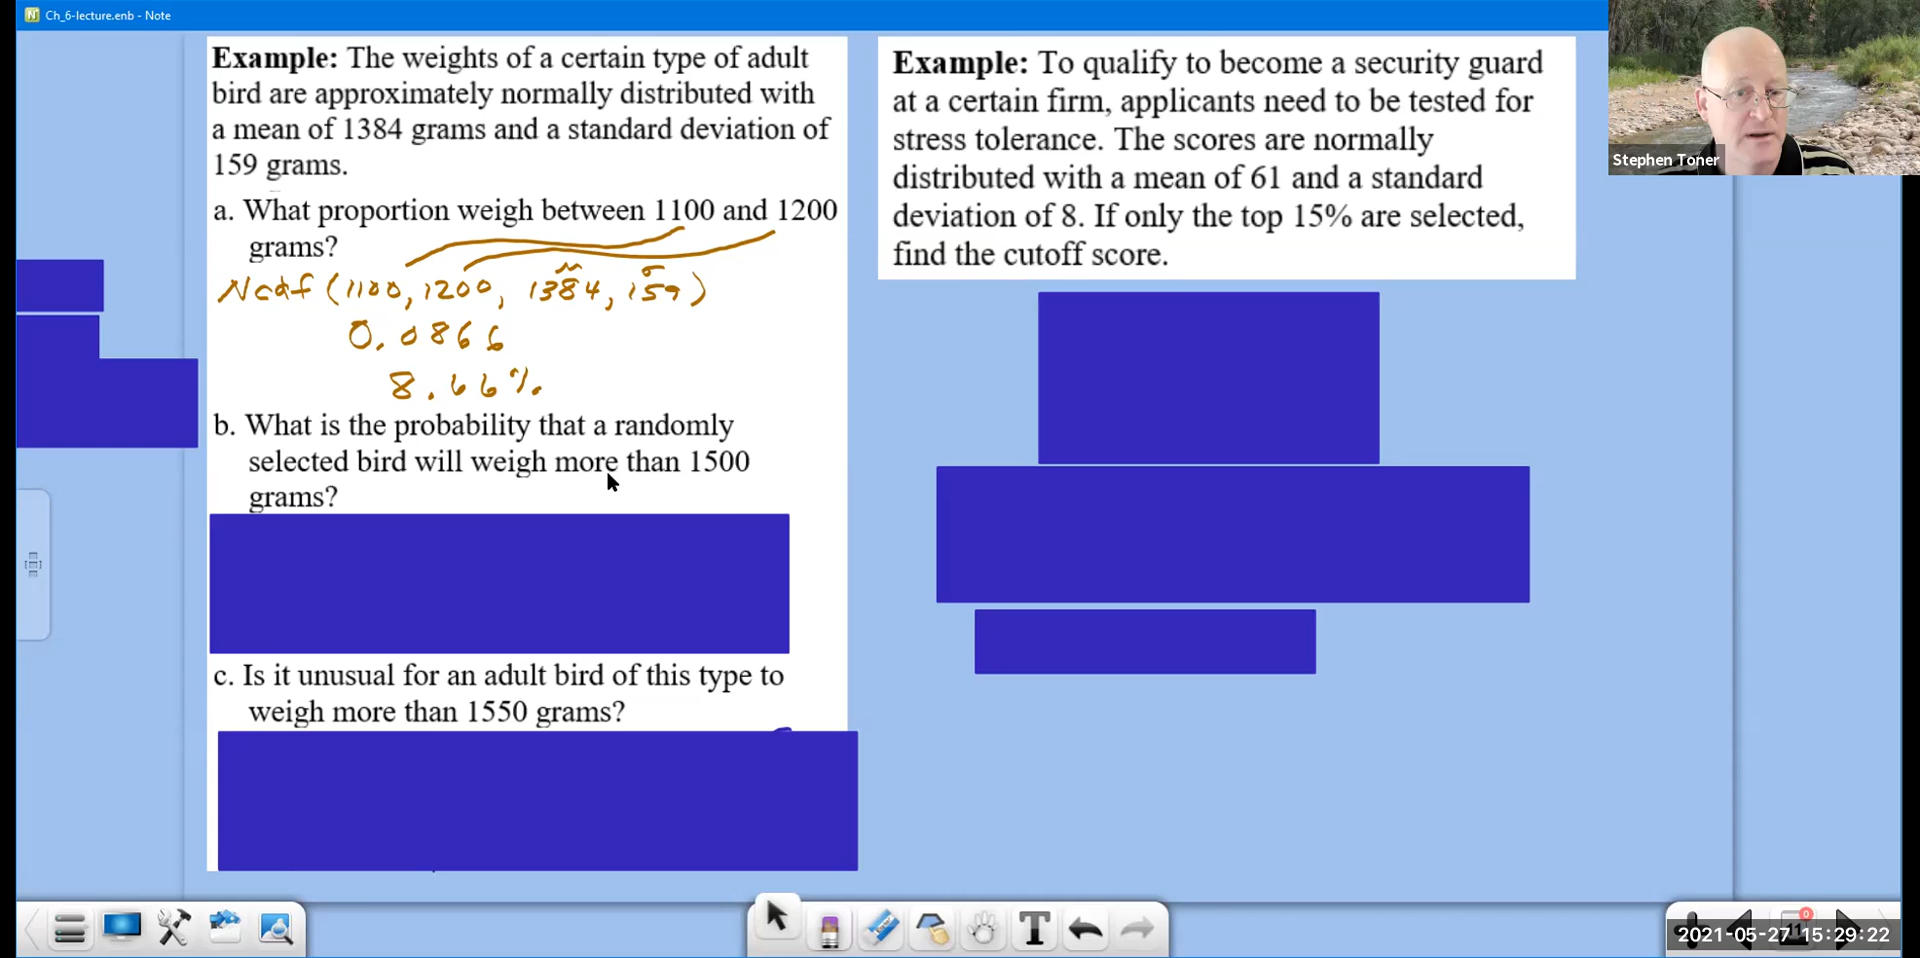 Ch_6-lecture.enb - Note
Example: The weights of a certain type of adult
bird are approximately normally distributed with
a mean of 1384 grams and a standard deviation of
159 grams.
a. What proportion weigh between 1100 and 1200
grams?
Ncdf (1100, 1200, 1384, 159)
0.0866
8.66%
b. What is the probability that a randomly
selected bird will weigh more than 1500
grams?
c. Is it unusual for an adult bird of this type to
weigh more than 1550 grams?
Example: To qualify to become a security guard
at a certain firm, applicants need to be tested for
stress tolerance. The scores are normally
distributed with a mean of 61 and a standard
deviation of 8. If only the top 15% are selected,
find the cutoff score.
Stephen Toner
T
0
2021-05-27 15:29:22